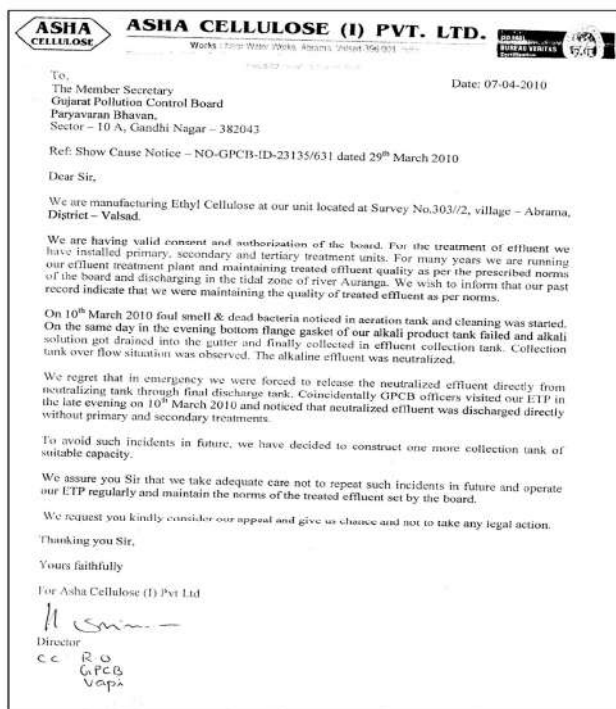 ASHA
CELLULOSE
ASHA CELLULOSE (I) PVT. LTD.
Works : Near Water Works, Abrama, Valsad-396 001.
BUREAU VERITAS
Certification
To,
The Member Secretary
Gujarat Pollution Control Board
Paryavaran Bhavan,
Sector – 10 A, Gandhi Nagar – 382043
Date: 07-04-2010
Ref: Show Cause Notice – NO-GPCB-ID-23135/631 dated 29th March 2010
Dear Sir,
We are manufacturing Ethyl Cellulose at our unit located at Survey No.303//2, village – Abrama,
District – Valsad.
We are having valid consent and authorization of the board. For the treatment of effluent we
have installed primary, secondary and tertiary treatment units. For many years we are running
our effluent treatment plant and maintaining treated effluent quality as per the prescribed norms
of the board and discharging in the tidal zone of river Auranga. We wish to inform that our past
record indicate that we were maintaining the quality of treated effluent as per norms.
On 10th March 2010 foul smell & dead bacteria noticed in aeration tank and cleaning was started.
On the same day in the evening bottom flange gasket of our alkali product tank failed and alkali
solution got drained into the gutter and finally collected in effluent collection tank. Collection
tank over flow situation was observed. The alkaline effluent was neutralized.
We regret that in emergency we were forced to release the neutralized effluent directly from
neutralizing tank through final discharge tank. Coincidentally GPCB officers visited our ETP in
the late evening on 10th March 2010 and noticed that neutralized effluent was discharged directly
without primary and secondary treatments.
To avoid such incidents in future, we have decided to construct one more collection tank of
suitable capacity.
We assure you Sir that we take adequate care not to repeat such incidents in future and operate
our ETP regularly and maintain the norms of the treated effluent set by the board.
We request you kindly consider our appeal and give us chance and not to take any legal action.
Thanking you Sir,
Yours faithfully
For Asha Cellulose (I) Pvt Ltd
Director
CC R O
GPCB
Vapi